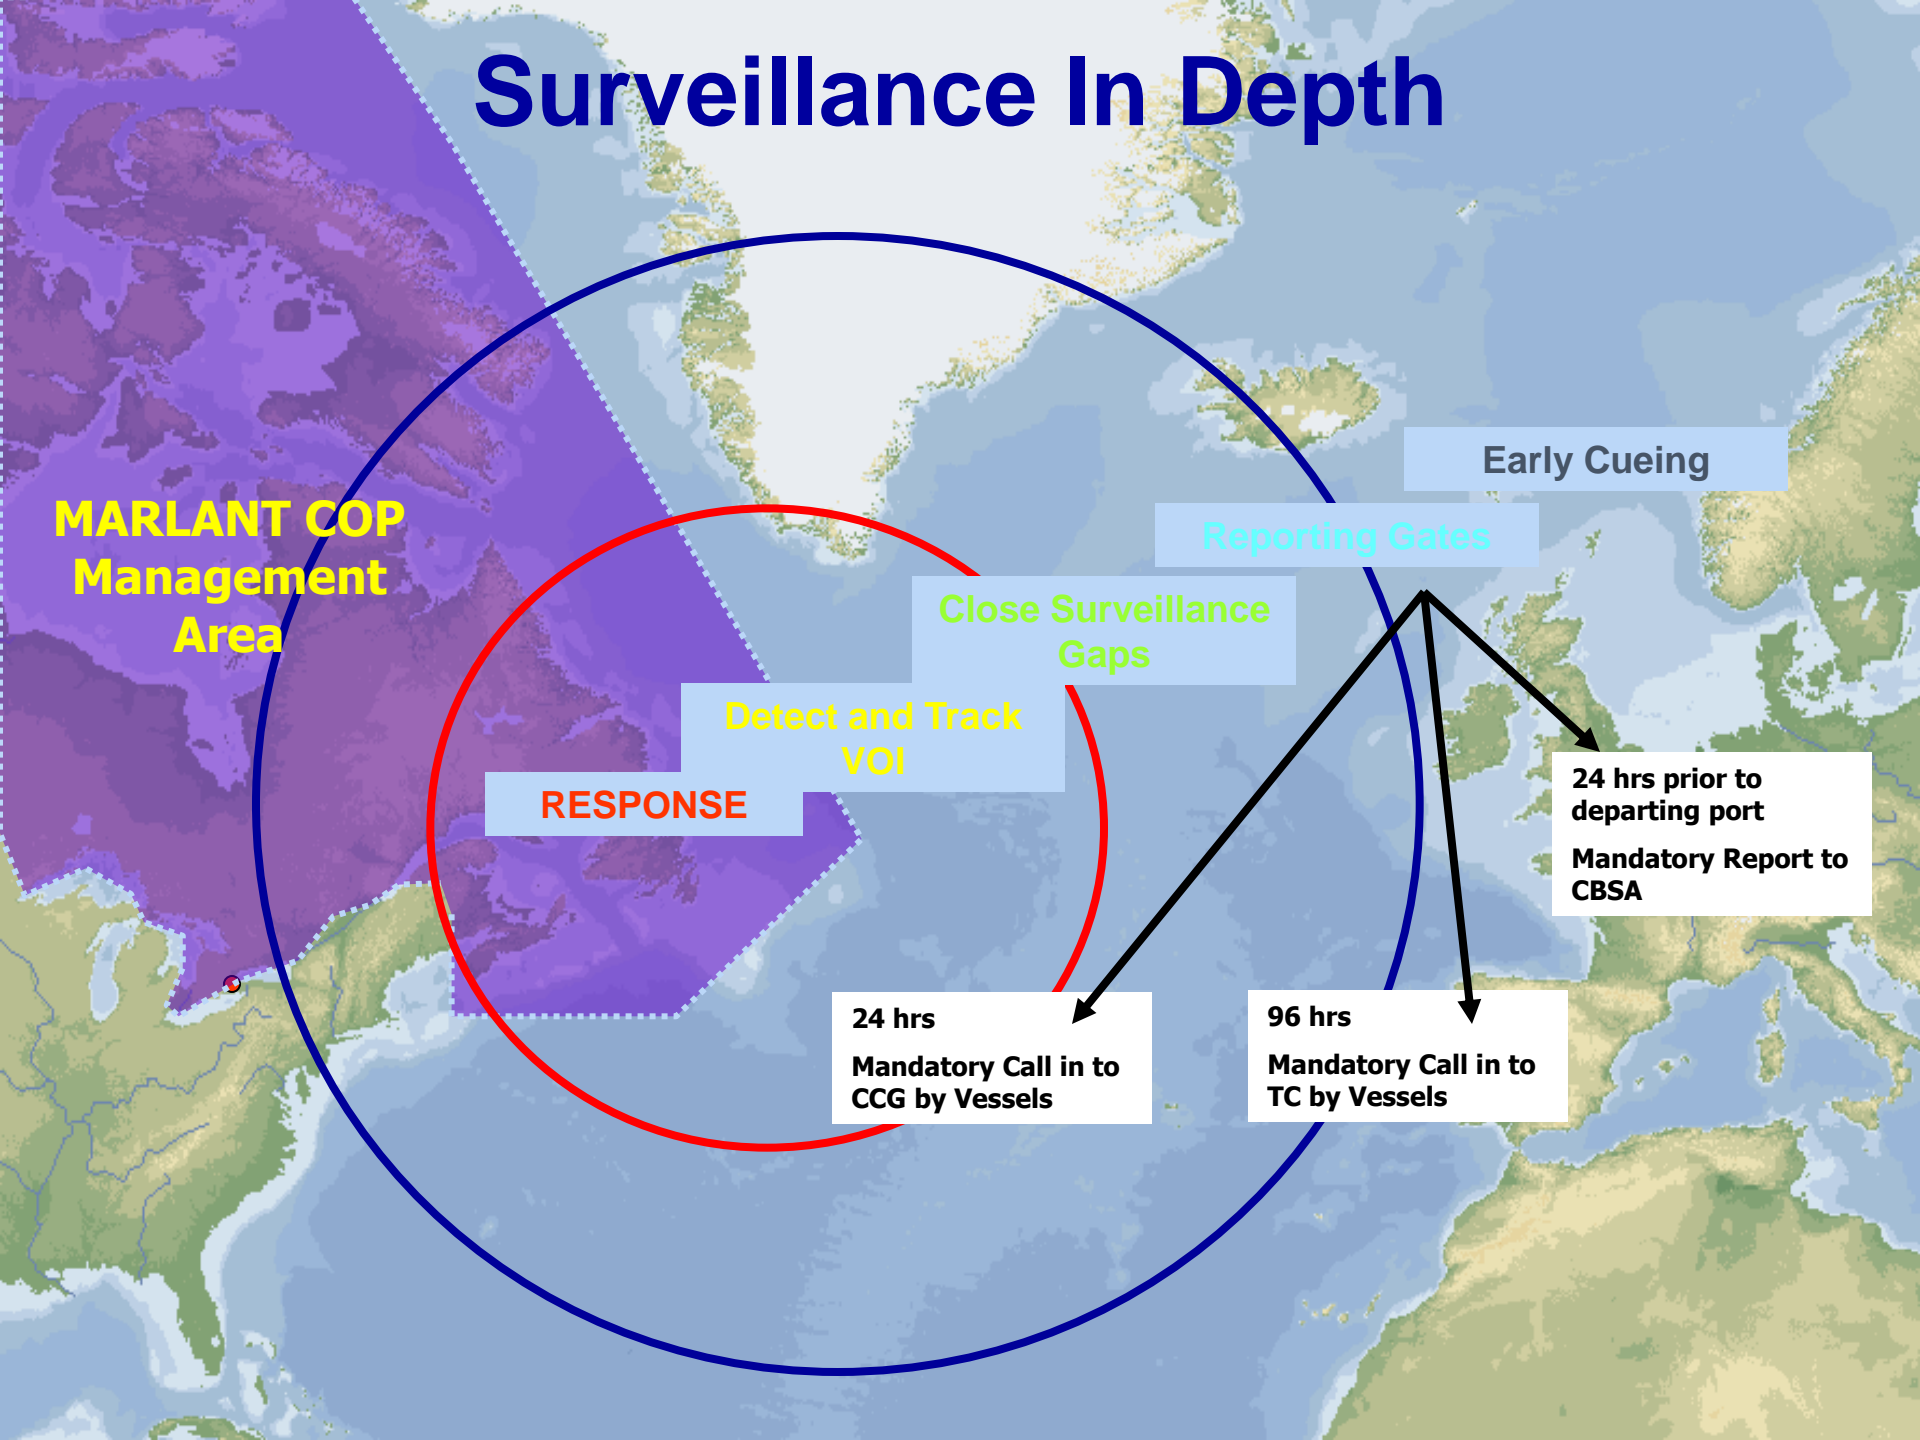 Surveillance In Depth
Early Cueing
Reporting Gates
MARLANT COP
Management
Area
Close Surveillance
Gaps
Detect and Track
VOI
RESPONSE
24 hrs prior to
departing port
Mandatory Report to
CBSA
24 hrs
Mandatory Call in to
CCG by Vessels
96 hrs
Mandatory Call in to
TC by Vessels